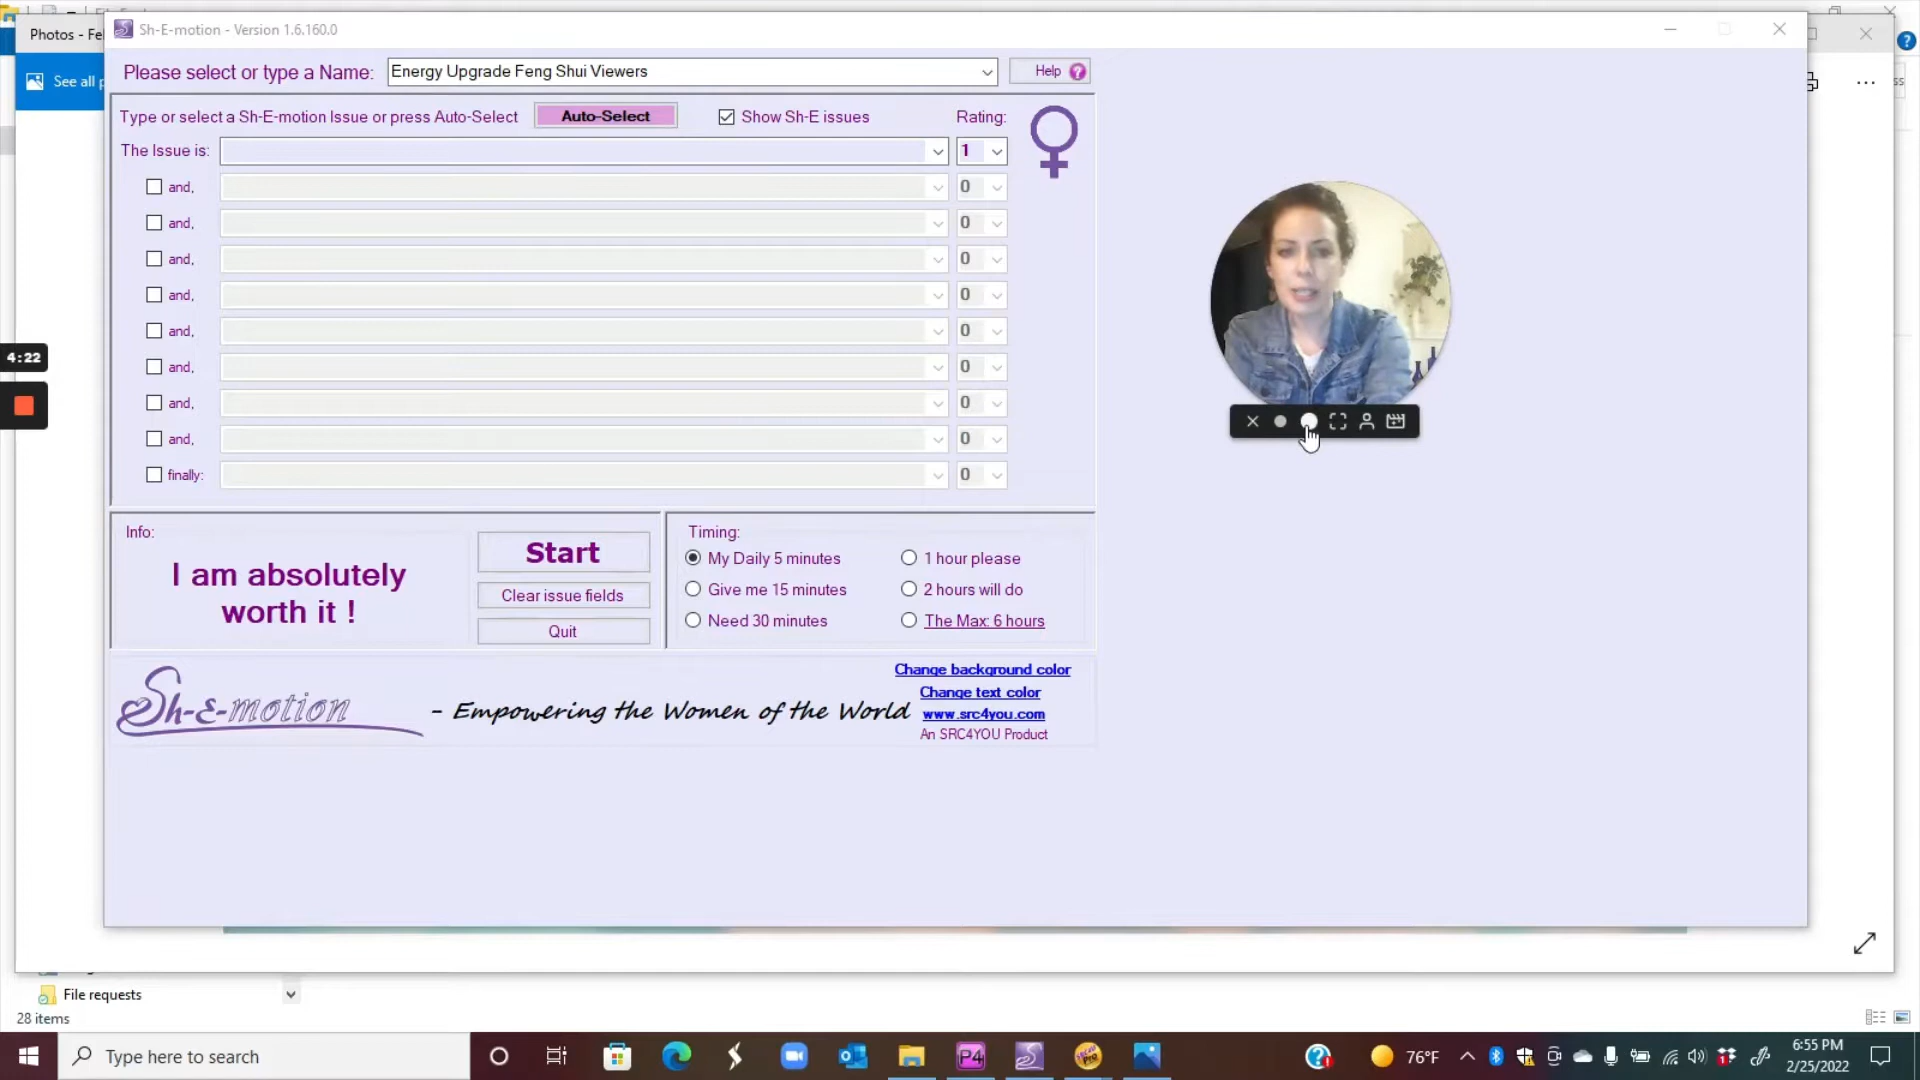 Photos - Fe
Sh-E-motion - Version 1.6.160.0
See all p
Please select or type a Name: Energy Upgrade Feng Shui Viewers Help ?
Type or select a Sh-E-motion Issue or press Auto-Select Auto-Select Show Sh-E issues Rating:
The Issue is: 1
and, 0
and, 0
and, 0
and, 0
and, 0
and, 0
and, 0
and, 0
finally: 0
4:22
Info:
I am absolutely
worth it !
Start
Clear issue fields
Quit
Timing:
My Daily 5 minutes 1 hour please
Give me 15 minutes 2 hours will do
Need 30 minutes The Max: 6 hours
Sh-E-motion - Empowering the Women of the World
Change background color
Change text color
www.src4you.com
An SRC4YOU Product
File requests
28 items
Type here to search
P4
76°F
6:55 PM
2/25/2022